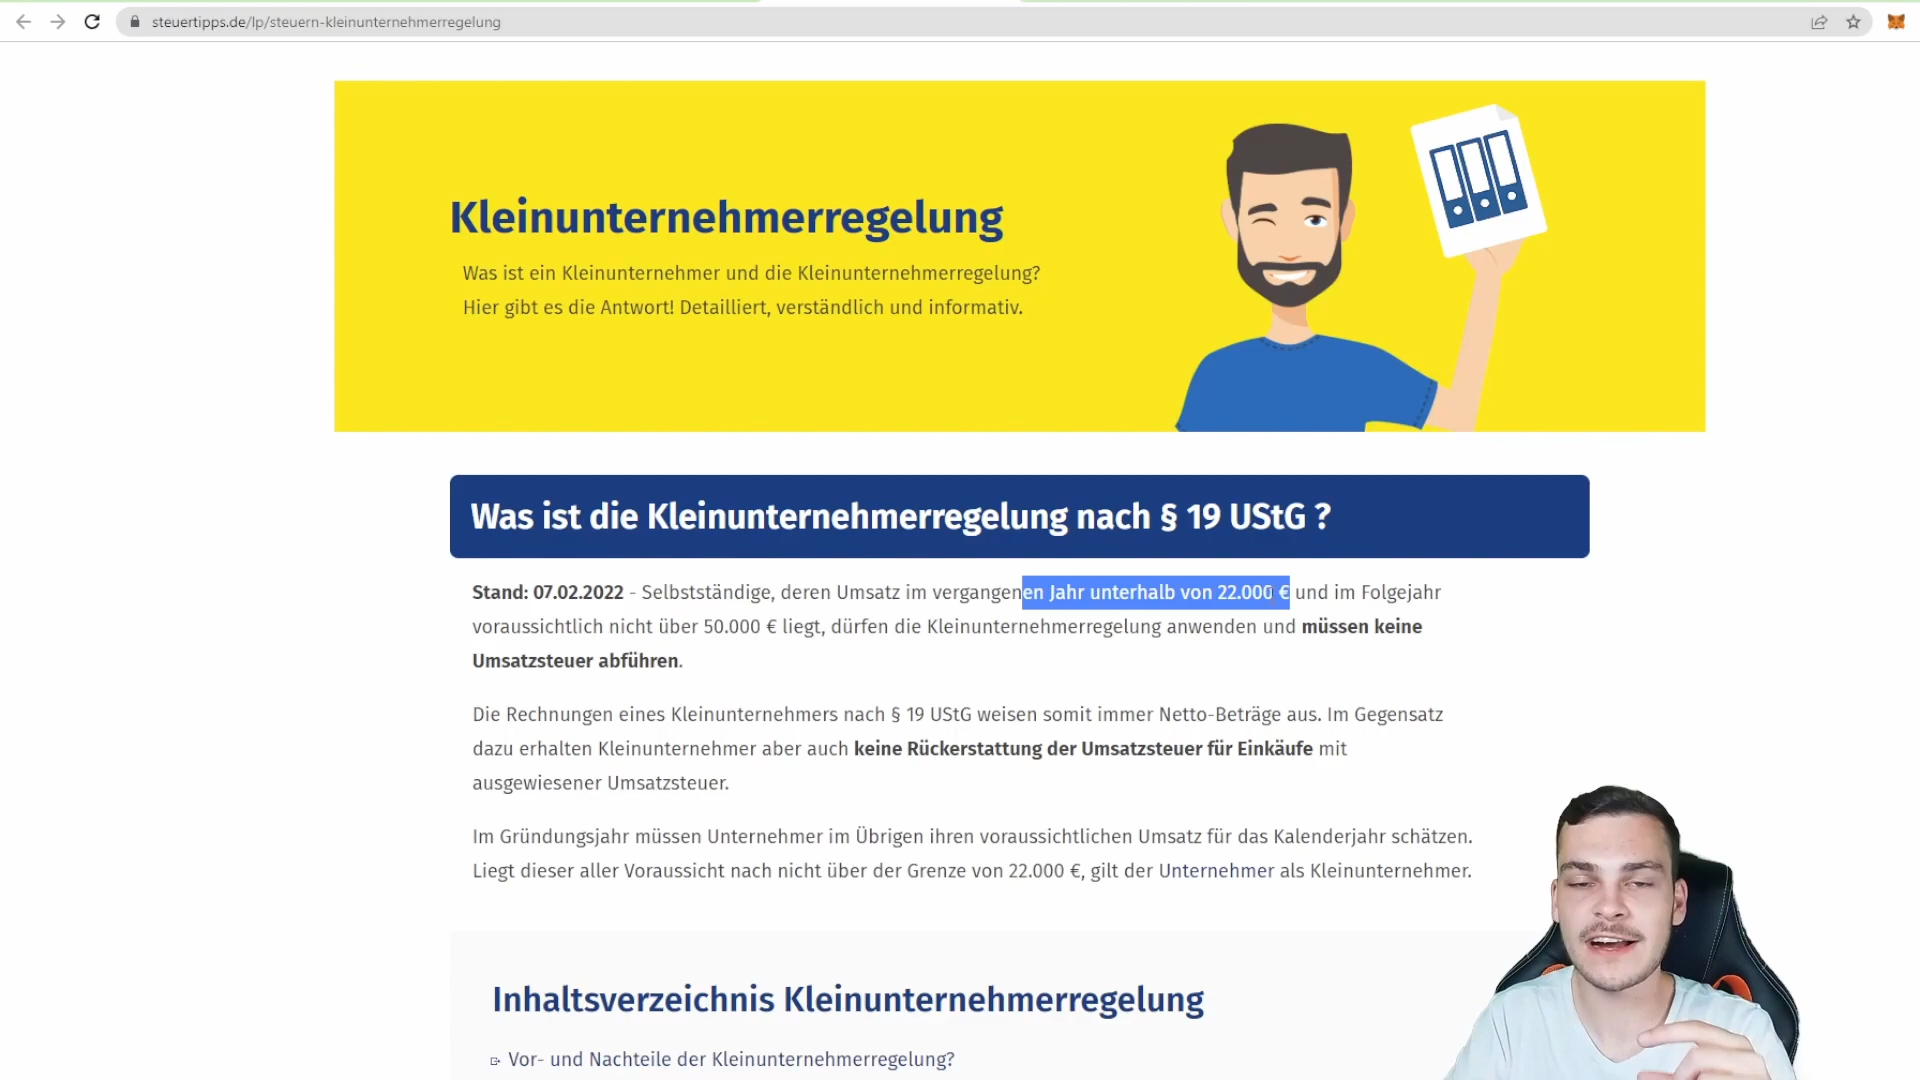 steuertipps.de/lp/steuern-kleinunternehmerregelung
Kleinunternehmerregelung
Was ist ein Kleinunternehmer und die Kleinunternehmerregelung?
Hier gibt es die Antwort! Detailliert, verständlich und informativ.
Was ist die Kleinunternehmerregelung nach § 19 UStG ?
Stand: 07.02.2022 - Selbstständige, deren Umsatz im vergangenen Jahr unterhalb von 22.000 € und im Folgejahr
voraussichtlich nicht über 50.000 € liegt, dürfen die Kleinunternehmerregelung anwenden und müssen keine
Umsatzsteuer abführen.
Die Rechnungen eines Kleinunternehmers nach § 19 UStG weisen somit immer Netto-Beträge aus. Im Gegensatz
dazu erhalten Kleinunternehmer aber auch keine Rückerstattung der Umsatzsteuer für Einkäufe mit
ausgewiesener Umsatzsteuer.
Im Gründungsjahr müssen Unternehmer im Übrigen ihren voraussichtlichen Umsatz für das Kalenderjahr schätzen.
Liegt dieser aller Voraussicht nach nicht über der Grenze von 22.000 €, gilt der Unternehmer als Kleinunternehmer.
Inhaltsverzeichnis Kleinunternehmerregelung
Vor- und Nachteile der Kleinunternehmerregelung?